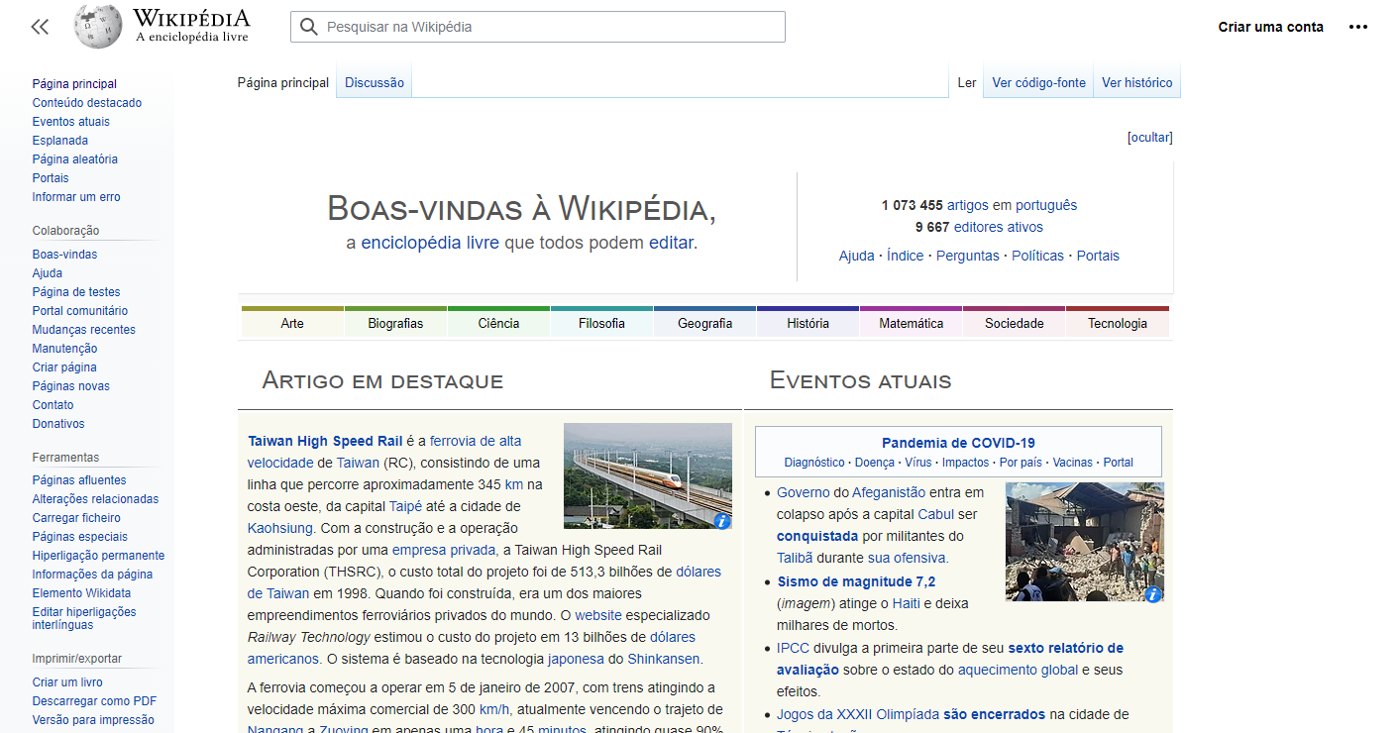 WIKIPÉDIA
A enciclopédia livre
Pesquisar na Wikipédia
Criar uma conta
Página principal
Conteúdo destacado
Eventos atuais
Esplanada
Página aleatória
Portais
Informar um erro
Colaboração
Boas-vindas
Ajuda
Página de testes
Portal comunitário
Mudanças recentes
Manutenção
Criar página
Páginas novas
Contato
Donativos
Ferramentas
Páginas afluentes
Alterações relacionadas
Carregar ficheiro
Páginas especiais
Hiperligação permanente
Informações da página
Elemento Wikidata
Editar hiperligações
interlínguas
Imprimir/exportar
Criar um livro
Descarregar como PDF
Versão para impressão
Página principal Discussão
Ler Ver código-fonte Ver histórico
[ocultar]
BOAS-VINDAS À WIKIPÉDIA,
a enciclopédia livre que todos podem editar.
1 073 455 artigos em português
9 667 editores ativos
Ajuda · Índice · Perguntas · Políticas · Portais
Arte Biografias Ciência Filosofia Geografia História Matemática Sociedade Tecnologia
ARTIGO EM DESTAQUE
Taiwan High Speed Rail é a ferrovia de alta
velocidade de Taiwan (RC), consistindo de uma
linha que percorre aproximadamente 345 km na
costa oeste, da capital Taipé até a cidade de
Kaohsiung. Com a construção e a operação
administradas por uma empresa privada, a Taiwan High Speed Rail
Corporation (THSRC), o custo total do projeto foi de 513,3 bilhões de dólares
de Taiwan em 1998. Quando foi construída, era um dos maiores
empreendimentos ferroviários privados do mundo. O website especializado
Railway Technology estimou o custo do projeto em 13 bilhões de dólares
americanos. O sistema é baseado na tecnologia japonesa do Shinkansen.
A ferrovia começou a operar em 5 de janeiro de 2007, com trens atingindo a
velocidade máxima comercial de 300 km/h, atualmente vencendo o trajeto de
Nangang a Zuoying em apenas uma hora e 45 minutos, atingindo quase 90%
EVENTOS ATUAIS
Pandemia de COVID-19
Diagnóstico · Doença · Vírus · Impactos · Por país · Vacinas · Portal
• Governo do Afeganistão entra em
colapso após a capital Cabul ser
conquistada por militantes do
Talibã durante sua ofensiva.
• Sismo de magnitude 7,2
(imagem) atinge o Haiti e deixa
milhares de mortos.
• IPCC divulga a primeira parte de seu sexto relatório de
avaliação sobre o estado do aquecimento global e seus
efeitos.
• Jogos da XXXII Olimpíada são encerrados na cidade de